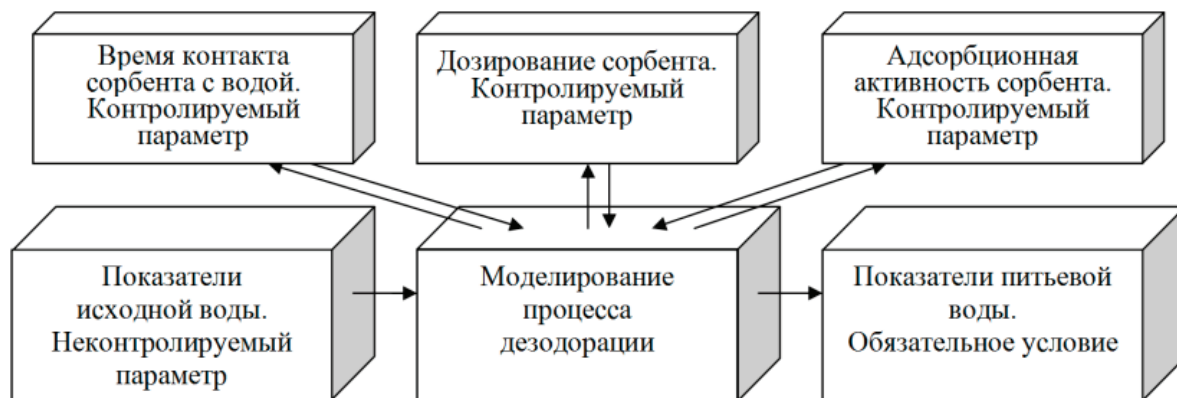 Время контакта
сорбента с водой.
Контролируемый
параметр
Дозирование сорбента.
Контролируемый
параметр
Адсорбционная
активность сорбента.
Контролируемый
параметр
Показатели
исходной воды.
Неконтролируемый
параметр
Моделирование
процесса
дезодорации
Показатели питьевой
воды.
Обязательное условие